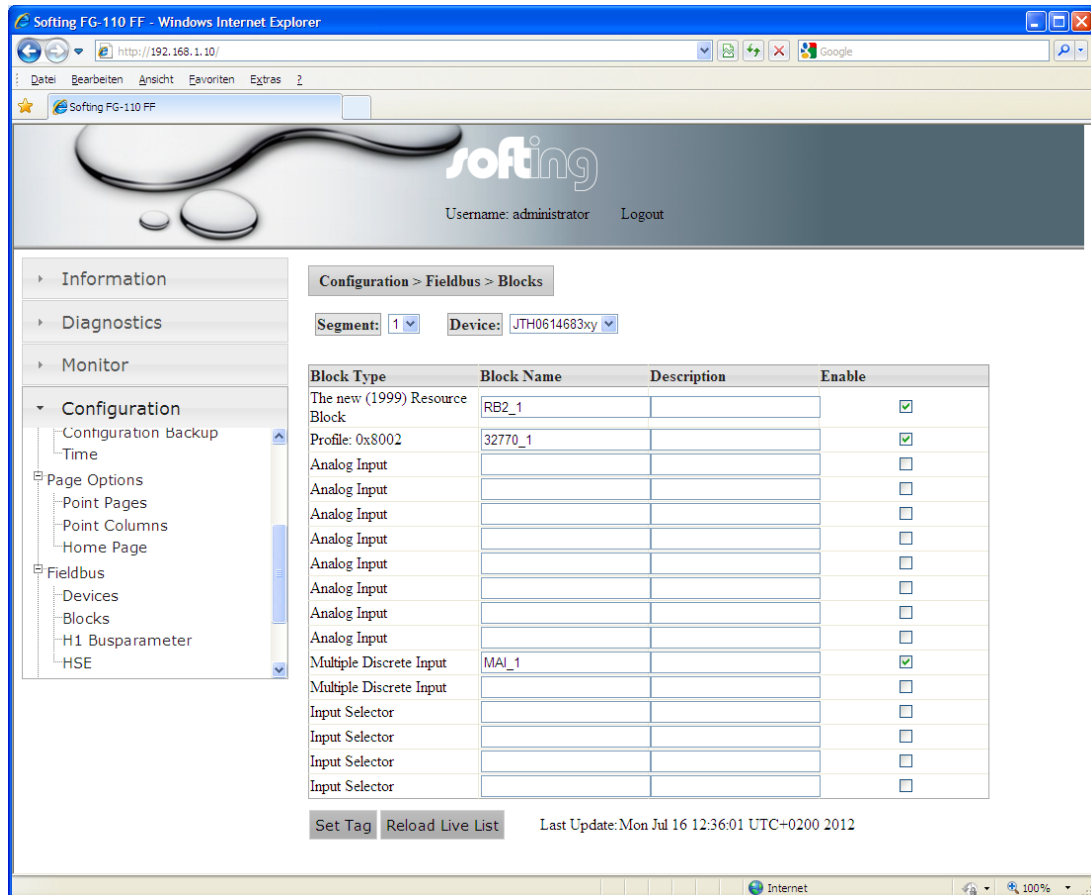 Softing FG-110 FF - Windows Internet Explorer
http://192.168.1.10/
Google
Datei Bearbeiten Ansicht Favoriten Extras ?
Softing FG-110 FF
softing
Username: administrator Logout
Information
Diagnostics
Monitor
Configuration
Configuration Backup
Time
Page Options
Point Pages
Point Columns
Home Page
Fieldbus
Devices
Blocks
H1 Busparameter
HSE
Configuration > Fieldbus > Blocks
Segment: 1 Device: JTH0614683xy
Block Type Block Name Description Enable
The new (1999) Resource
Block RB2_1
Profile: 0x8002 32770_1
Analog Input
Analog Input
Analog Input
Analog Input
Analog Input
Analog Input
Analog Input
Analog Input
Multiple Discrete Input MAI_1
Multiple Discrete Input
Input Selector
Input Selector
Input Selector
Input Selector
Set Tag Reload Live List Last Update: Mon Jul 16 12:36:01 UTC+0200 2012
Internet 100%